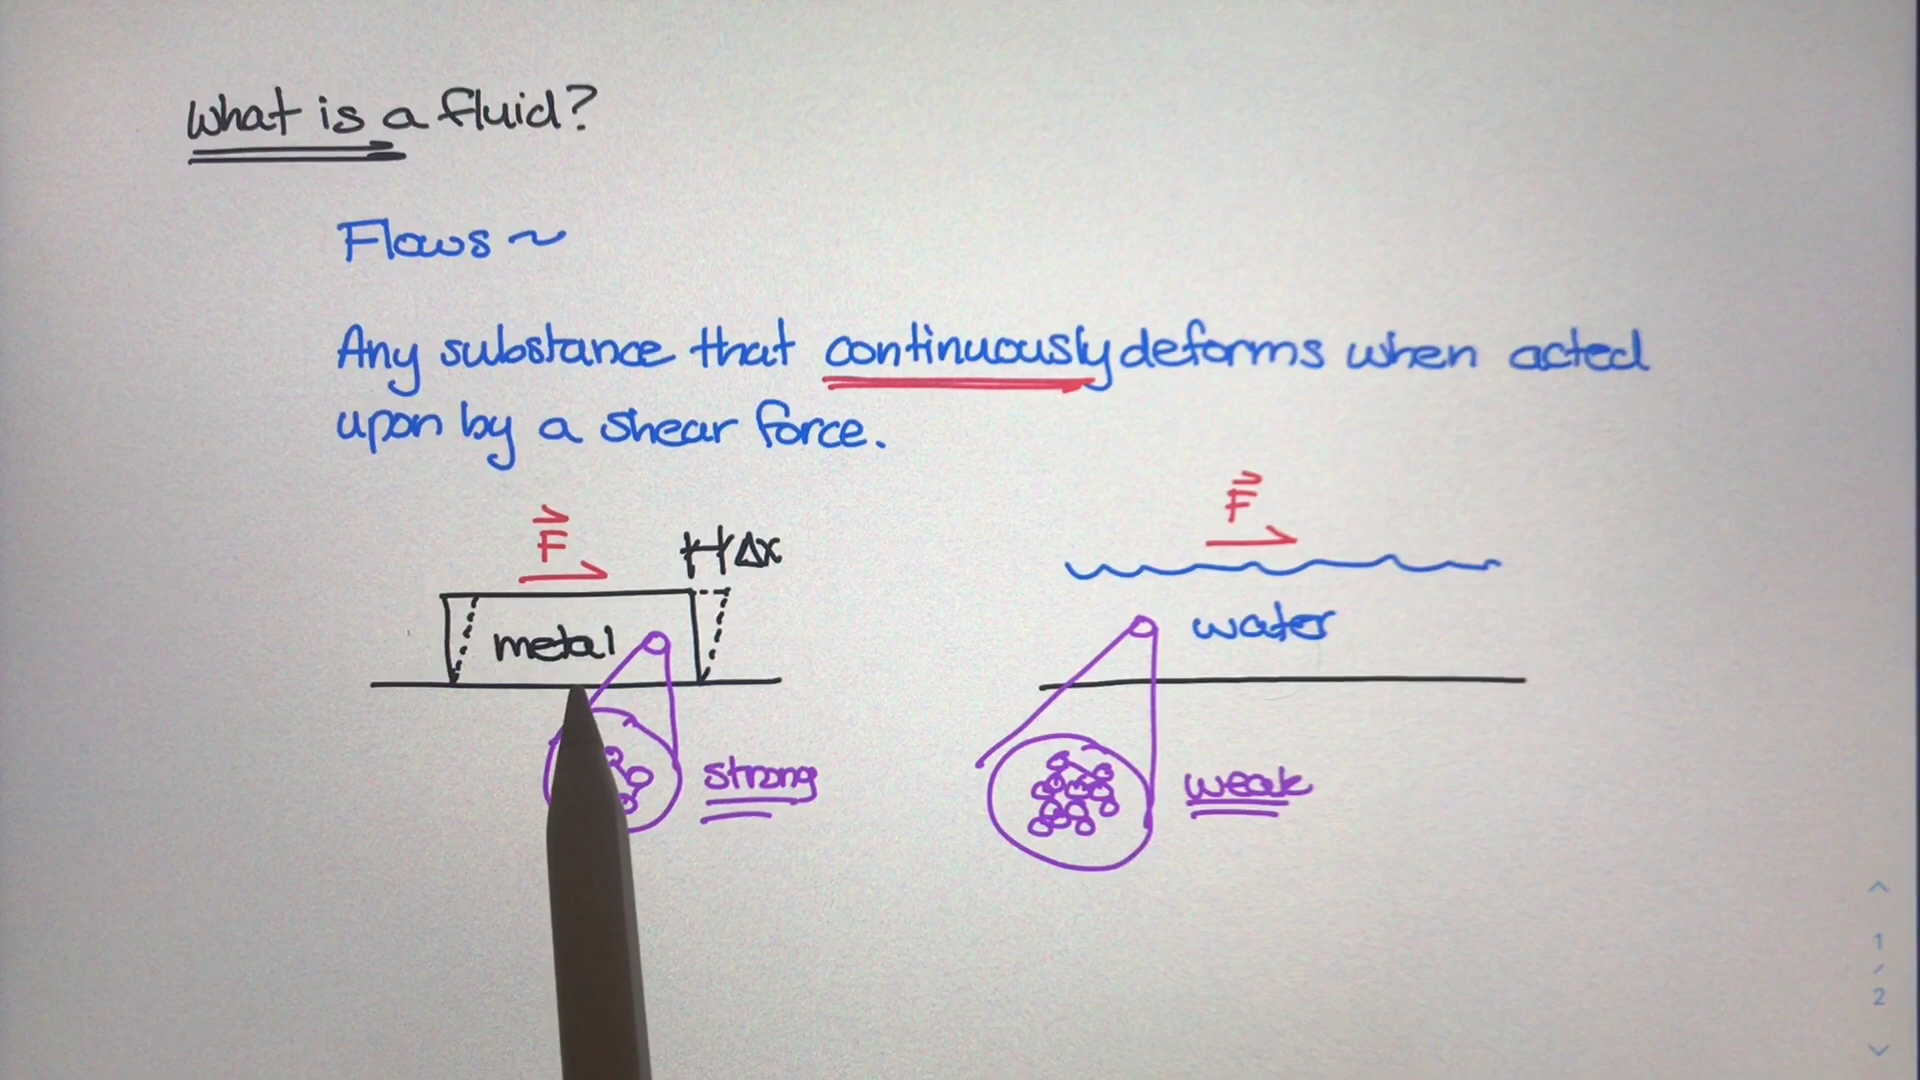 What is a fluid?
Flows ~
Any substance that continuously deforms when acted
upon by a shear force.
F
Δx
metal
strong
F
water
weak
1
/
2